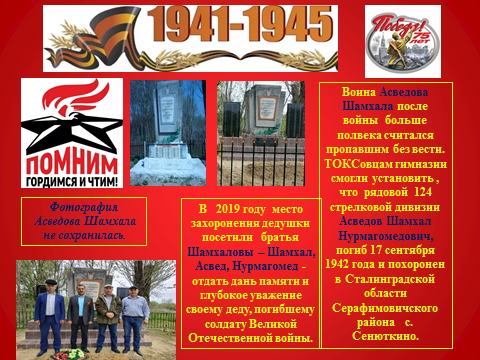 1941-1945
Победа!
75
ЛЕТ
ПОМНИМ
ГОРДИМСЯ И ЧТИМ!
Фотография
Асведова Шамхала
не сохранилась.
В 2019 году место
захоронения дедушки
посетили братья
Шамхаловы – Шамхал,
Асвед, Нурмагомед -
отдать дань памяти и
глубокое уважение
своему деду, погибшему
солдату Великой
Отечественной войны.
Воина Асведова
Шамхала после
войны больше
полвека считался
пропавшим без вести.
ТОКСовцам гимназии
смогли установить ,
что рядовой 124
стрелковой дивизии
Асведов Шамхал
Нурмагомедович,
погиб 17 сентября
1942 года и похоронен
в Сталинградской
области
Серафимовичского
района с.
Сенюткино.